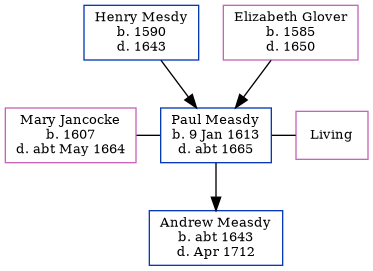 Henry Mesdy
b. 1590
d. 1643
Elizabeth Glover
b. 1585
d. 1650
Mary Jancocke
b. 1607
d. abt May 1664
Paul Measdy
b. 9 Jan 1613
d. abt 1665
Living
Andrew Measdy
b. abt 1643
d. Apr 1712